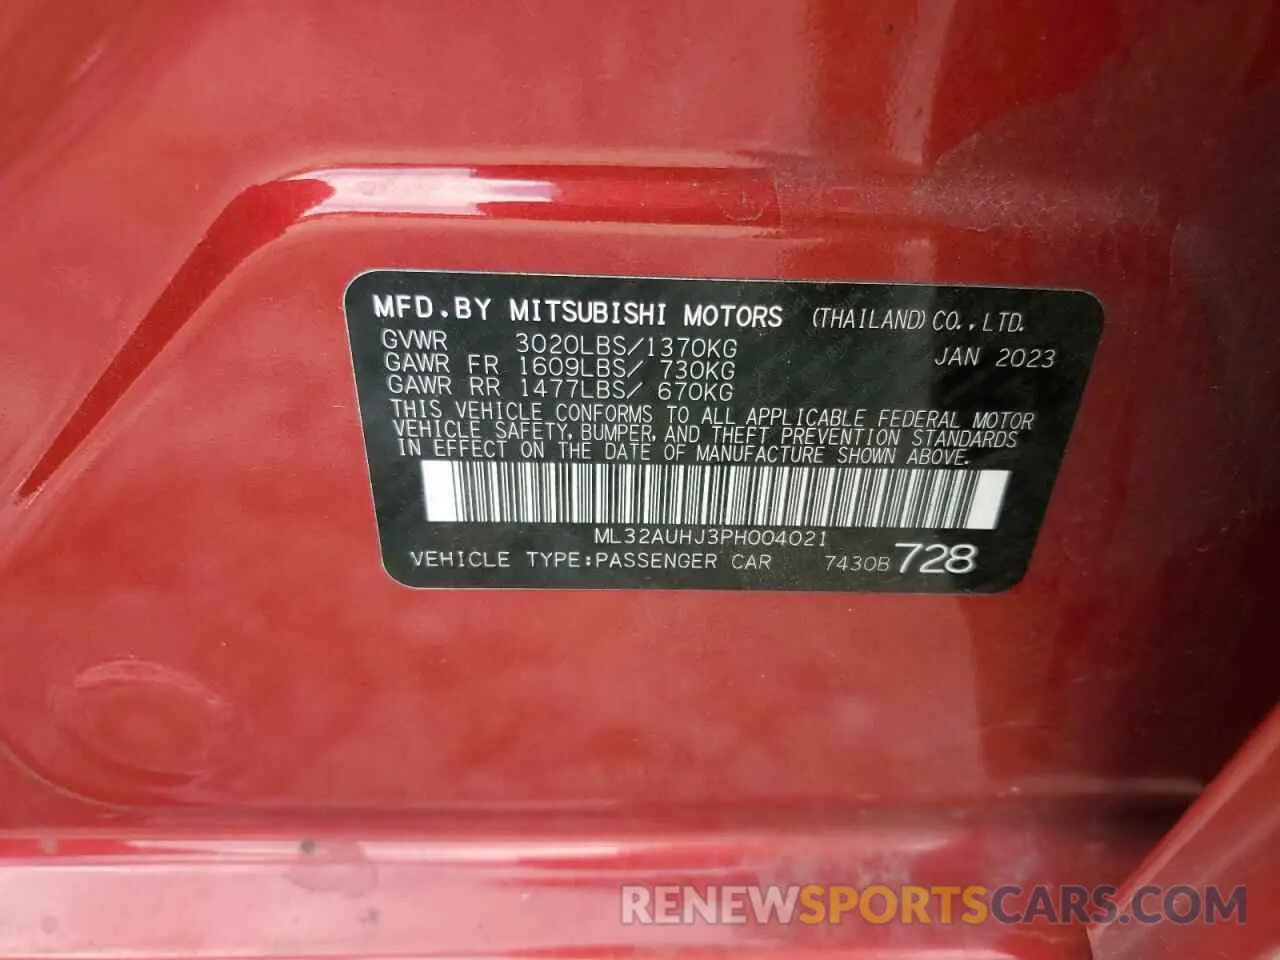 MFD.BY MITSUBISHI MOTORS (THAILAND) CO.,LTD.
GVWR 3020LBS/1370KG JAN 2023
GAWR FR 1609LBS/ 730KG
GAWR RR 1477LBS/ 670KG
THIS VEHICLE CONFORMS TO ALL APPLICABLE FEDERAL MOTOR
VEHICLE SAFETY, BUMPER, AND THEFT PREVENTION STANDARDS
IN EFFECT ON THE DATE OF MANUFACTURE SHOWN ABOVE.
ML32AUHJ3PH004021
VEHICLE TYPE:PASSENGER CAR 7430B 728
RENEWSPORTSCARS.COM